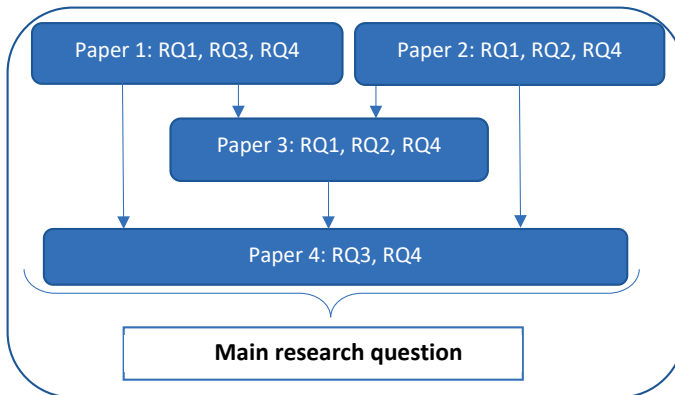 Paper 1: RQ1, RQ3, RQ4
Paper 2: RQ1, RQ2, RQ4
Paper 3: RQ1, RQ2, RQ4
Paper 4: RQ3, RQ4
Main research question